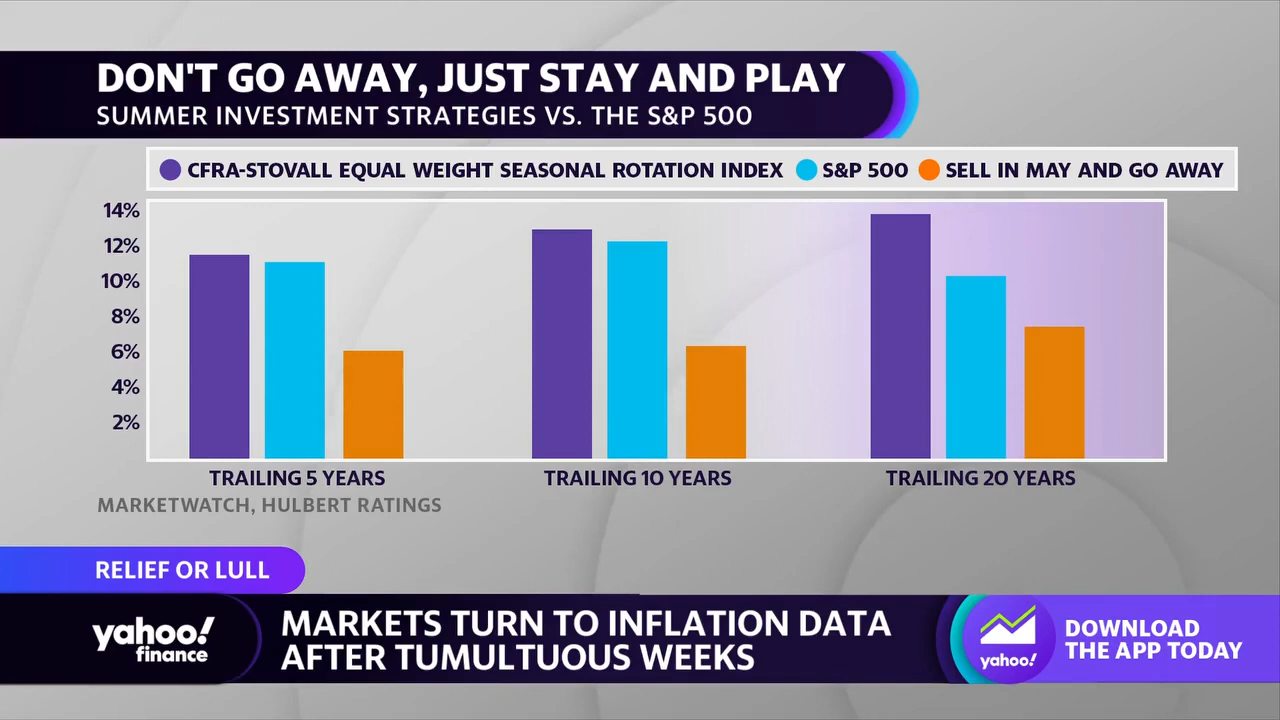 DON'T GO AWAY, JUST STAY AND PLAY
SUMMER INVESTMENT STRATEGIES VS. THE S&P 500
CFRA-STOVALL EQUAL WEIGHT SEASONAL ROTATION INDEX S&P 500 SELL IN MAY AND GO AWAY
14%
12%
10%
8%
6%
4%
2%
TRAILING 5 YEARS TRAILING 10 YEARS TRAILING 20 YEARS
MARKETWATCH, HULBERT RATINGS
RELIEF OR LULL
yahoo!
finance
MARKETS TURN TO INFLATION DATA
AFTER TUMULTUOUS WEEKS
yahoo!
DOWNLOAD
THE APP TODAY